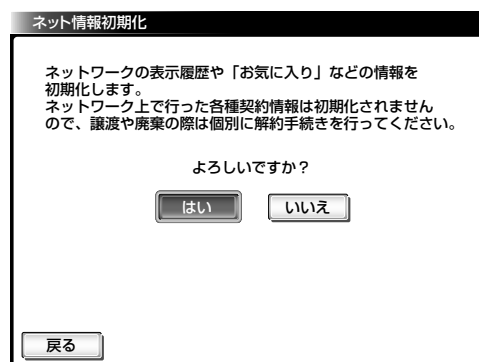 ネット情報初期化
ネットワークの表示履歴や「お気に入り」などの情報を
初期化します。
ネットワーク上で行った各種契約情報は初期化されません
ので、譲渡や廃棄の際は個別に解約手続きを行ってください。
よろしいですか？
はい いいえ
戻る